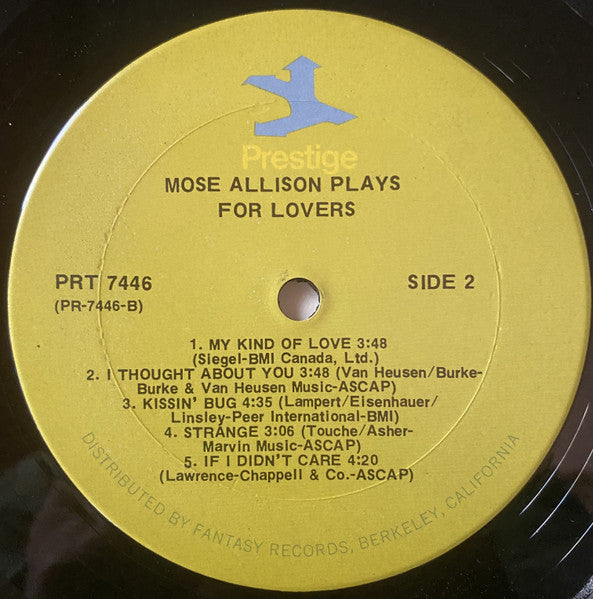 Prestige
MOSE ALLISON PLAYS
FOR LOVERS
PRT 7446
(PR-7446-B)
SIDE 2
1. MY KIND OF LOVE 3:48
(Siegel-BMI Canada, Ltd.)
2. I THOUGHT ABOUT YOU 3:48 (Van Heusen/Burke-
Burke & Van Heusen Music-ASCAP)
3. KISSIN' BUG 4:35 (Lampert/Eisenhauer/
Linsley-Peer International-BMI)
4. STRANGE 3:06 (Touche/Asher-
Marvin Music-ASCAP)
5. IF I DIDN'T CARE 4:20
(Lawrence-Chappell & Co.-ASCAP)
DISTRIBUTED BY FANTASY RECORDS, BERKELEY, CALIFORNIA